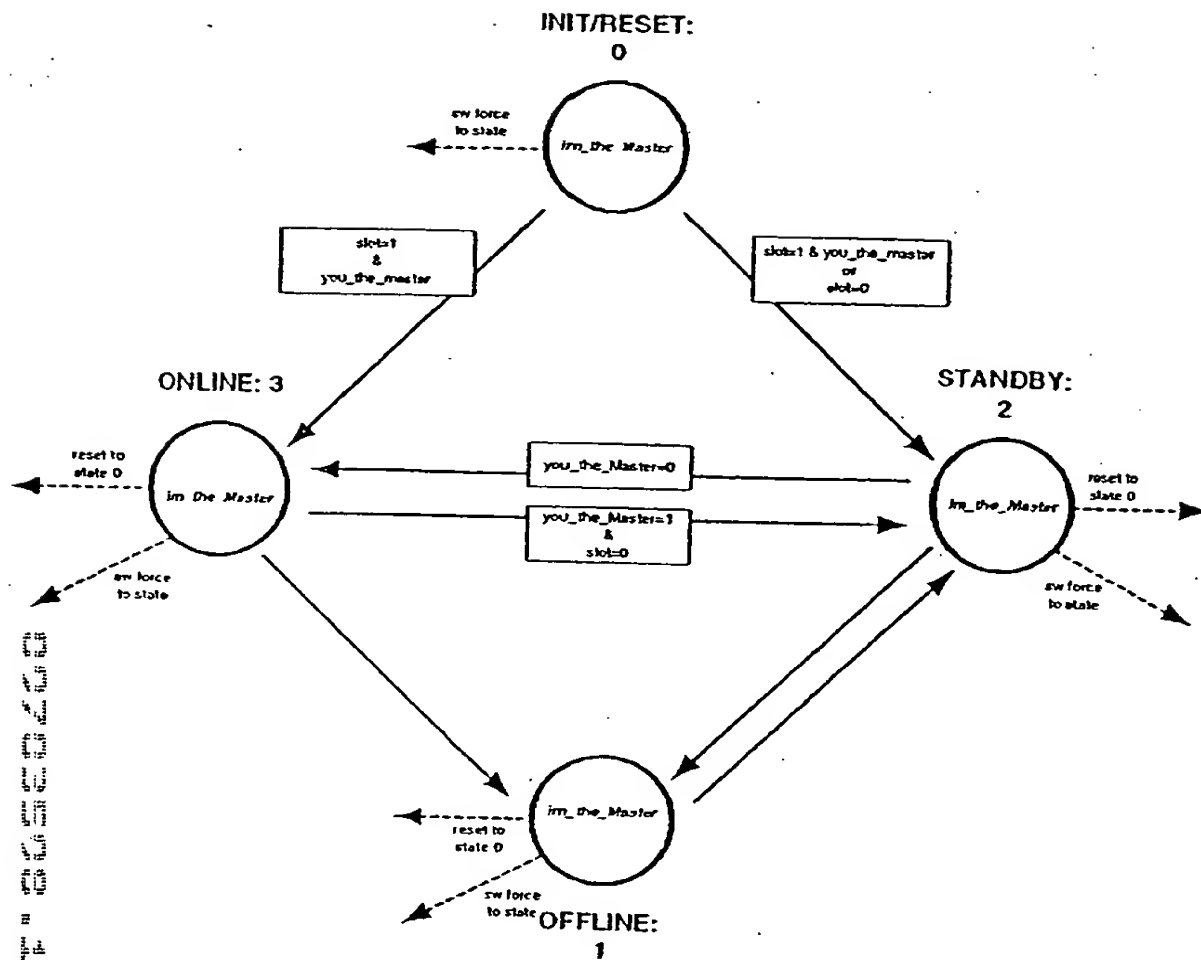 INIT/RESET:
0
sw force
to state
im_the_Master
slot=1
&
you_the_master
slot=1 & you_the_master
or
slot=0
ONLINE: 3
STANDBY:
2
reset to
state 0
im_the_Master
you_the_Master=0
you_the_Master=1
&
slot=0
im_the_Master
reset to
state 0
sw force
to state
sw force
to state
im_the_Master
reset to
state 0
sw force
to state
OFFLINE:
1